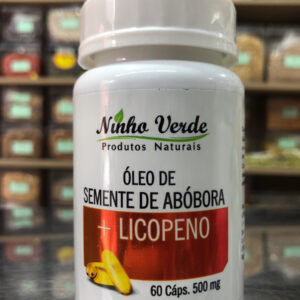 Ninho Verde
Produtos Naturais
ÓLEO DE
SEMENTE DE ABÓBORA
+ LICOPENO
60 Cáps. 500 mg